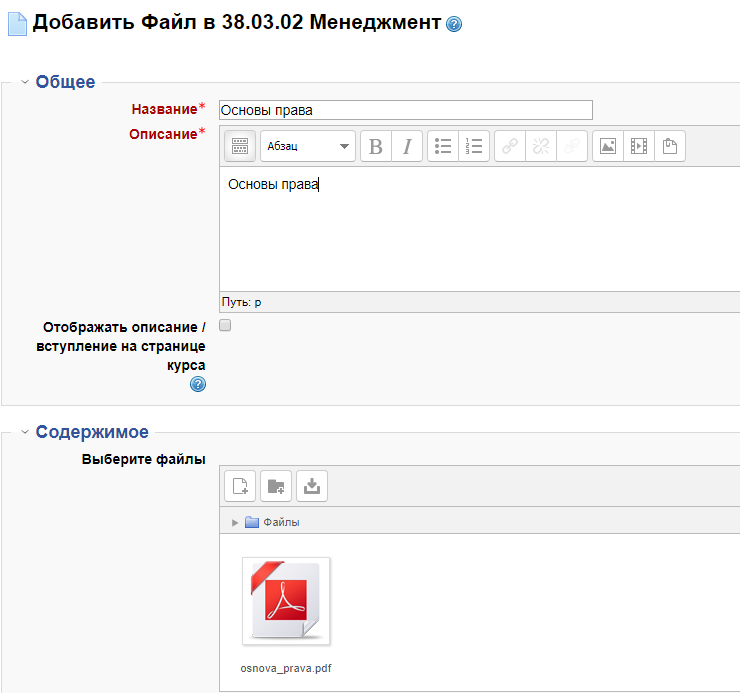 Добавить Файл в 38.03.02 Менеджмент
Общее
Название*
Основы права
Описание*
Абзац
B
I
Основы права
Путь: p
Отображать описание /
вступление на странице
курса
Содержимое
Выберите файлы
Файлы
osnova_prava.pdf